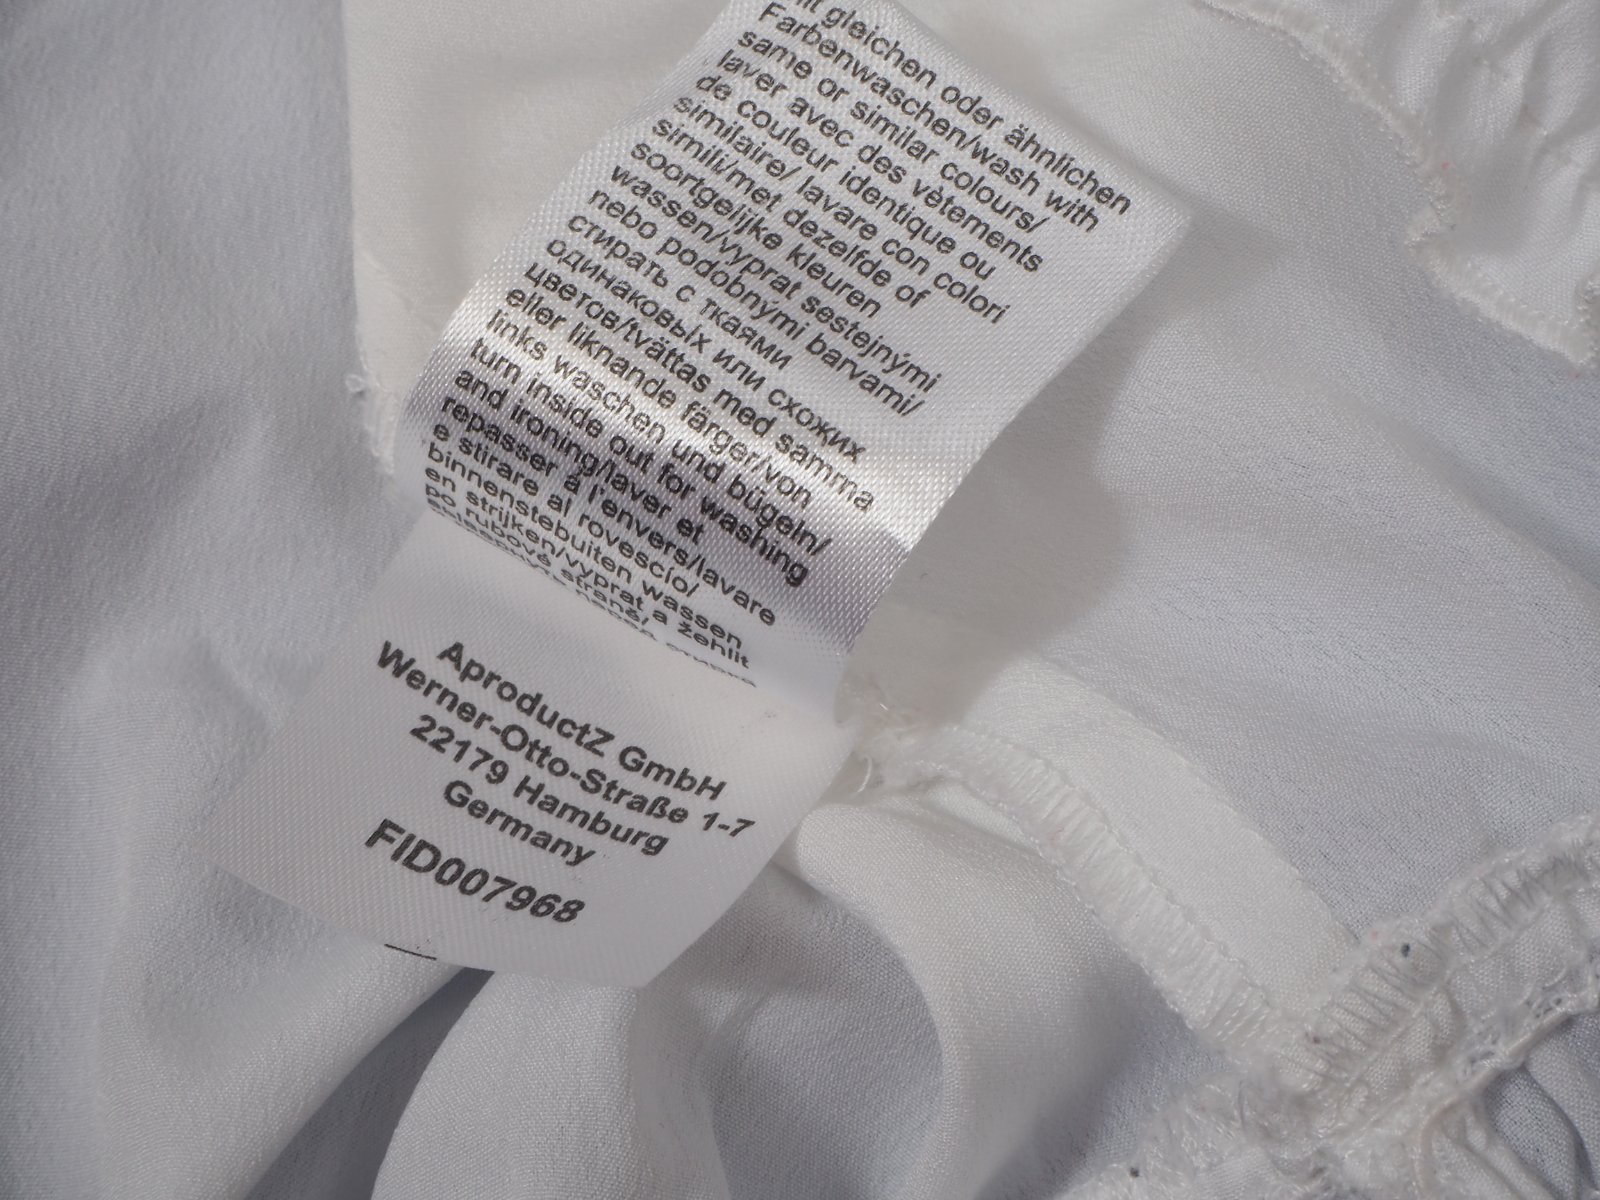 gleichen oder ähnlichen
Farbenwaschen/wash with
same or similar colours/
laver avec des vêtements
de couleur identique ou
similaire/ lavare con colori
simili/met dezelfde of
soortgelijke kleuren
wassen/vyprat sestejnými
nebo podobnými barvami/
стирать с ткаями
одинаковых или схожих
цветов/tvättas med samma
eller liknande färger/von
links waschen und bügeln/
turn inside out for washing
and ironing/laver et
repasser à l'envers/lavare
e stirare al rovescio/
binnenstebuiten wassen
en strijken/vyprat a žehlit
po rubové straně/
AproductZ GmbH
Werner-Otto-Straße 1-7
22179 Hamburg
Germany
FID007968